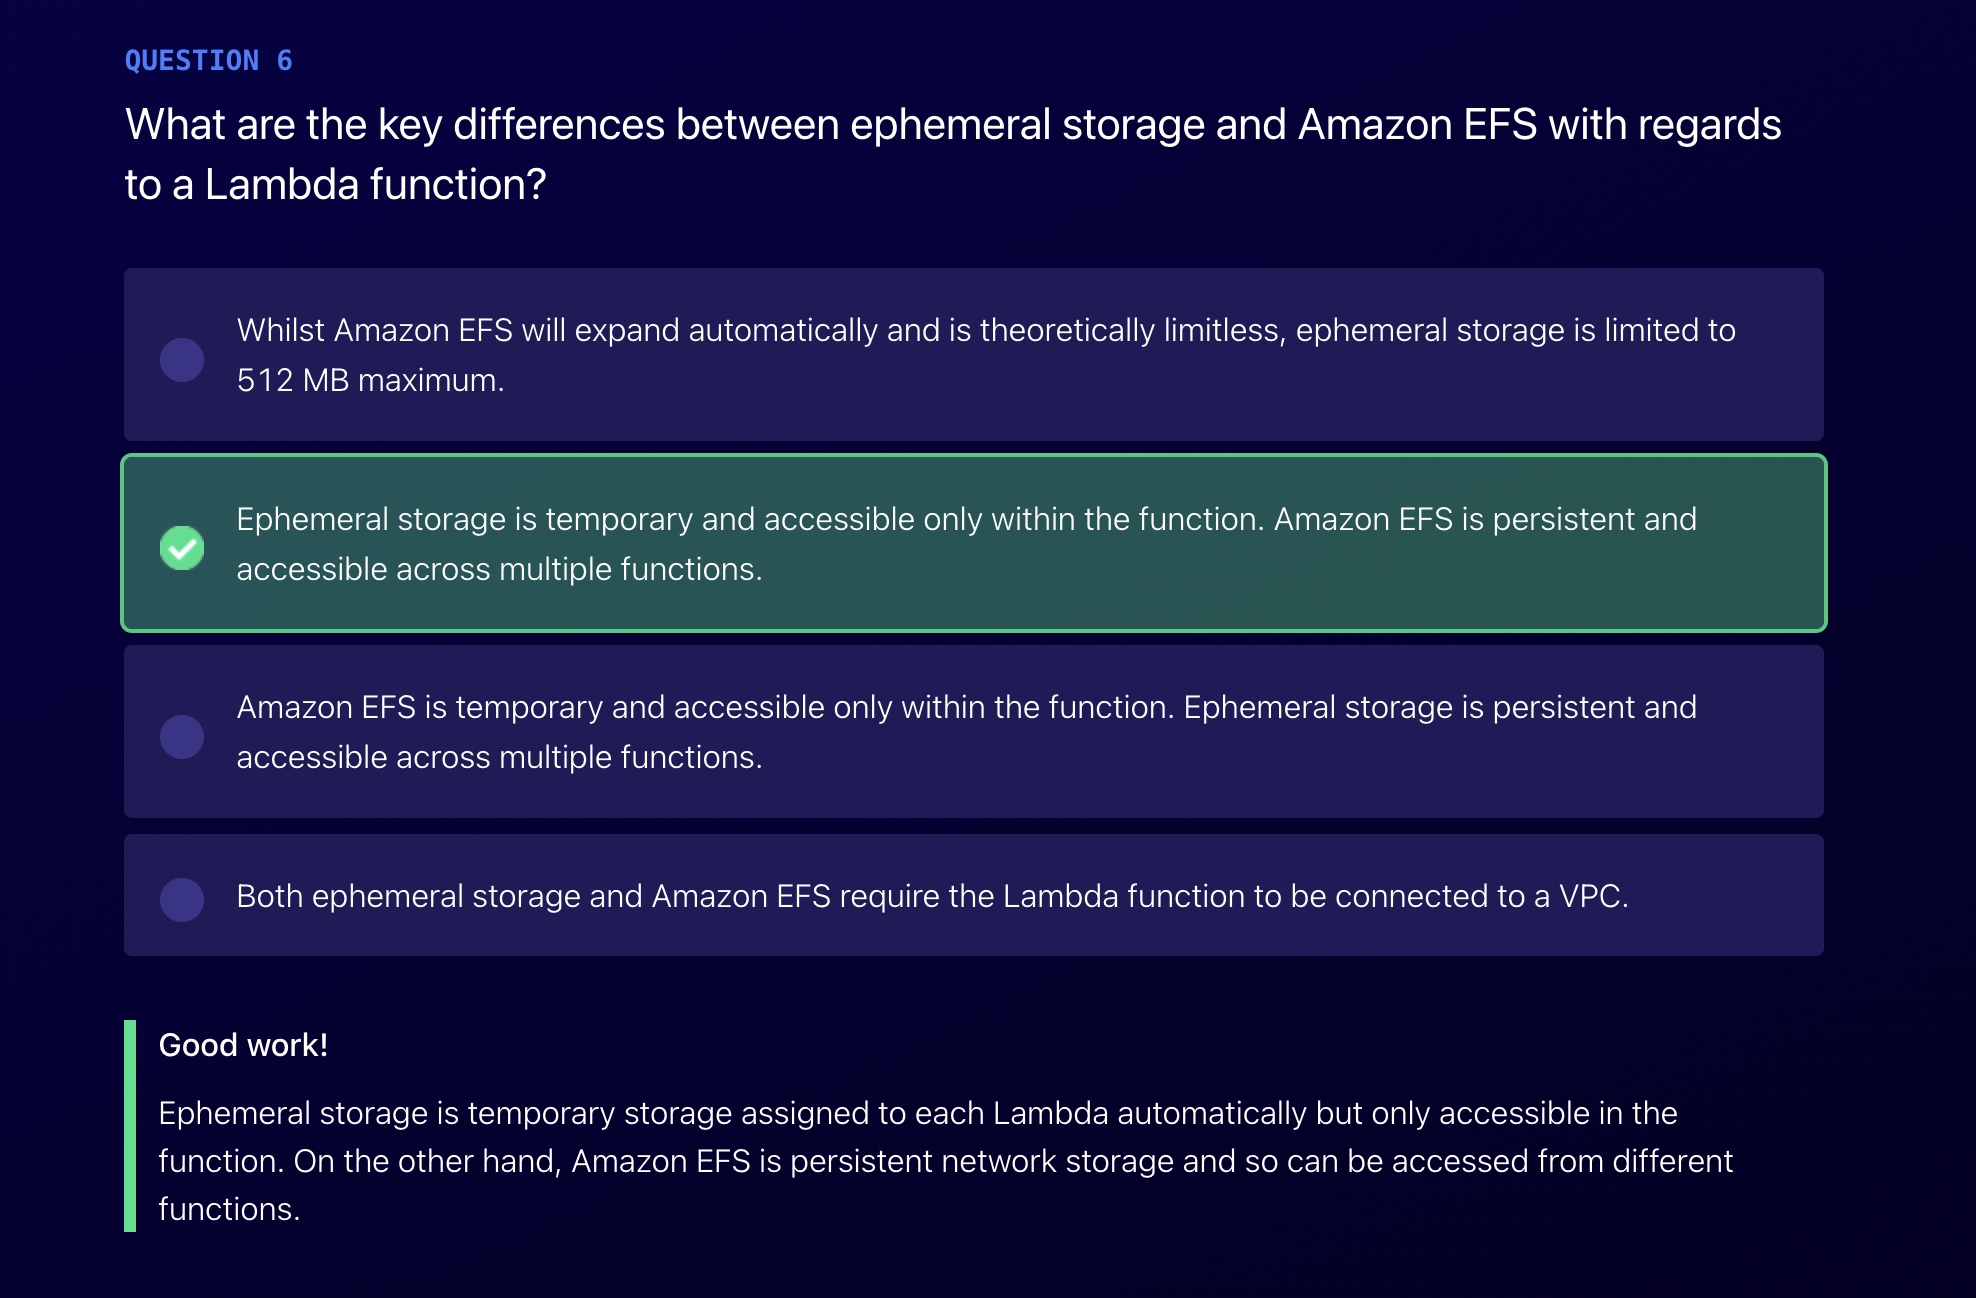 QUESTION 6
What are the key differences between ephemeral storage and Amazon EFS with regards
to a Lambda function?
Whilst Amazon EFS will expand automatically and is theoretically limitless, ephemeral storage is limited to
512 MB maximum.
Ephemeral storage is temporary and accessible only within the function. Amazon EFS is persistent and
accessible across multiple functions.
Amazon EFS is temporary and accessible only within the function. Ephemeral storage is persistent and
accessible across multiple functions.
Both ephemeral storage and Amazon EFS require the Lambda function to be connected to a VPC.
Good work!
Ephemeral storage is temporary storage assigned to each Lambda automatically but only accessible in the
function. On the other hand, Amazon EFS is persistent network storage and so can be accessed from different
functions.